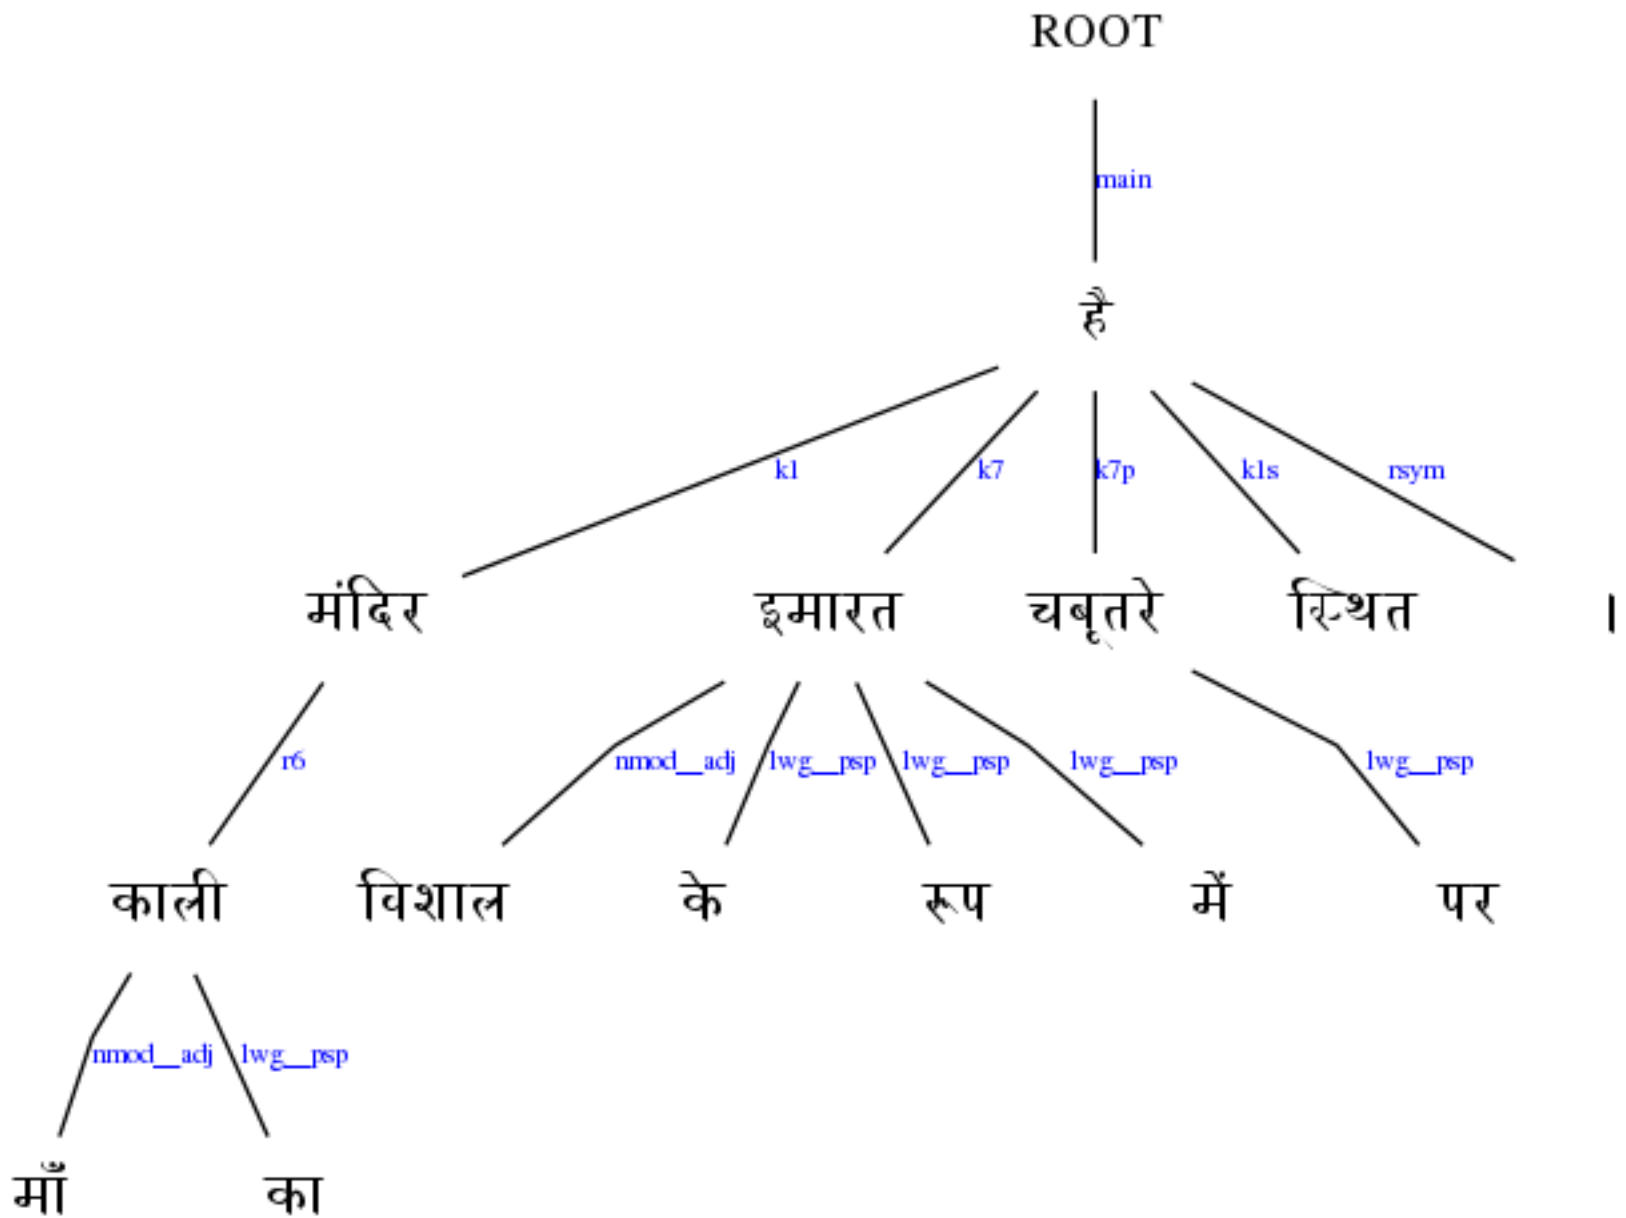 ROOT
main
है
k1 k7 k7p k1s rsym
मंदिर इमारत चबूतरे स्थित ।
r6 nmod__adj lwg__psp lwg__psp lwg__psp lwg__psp
काली विशाल के रूप में पर
nmod__adj lwg__psp
माँ का